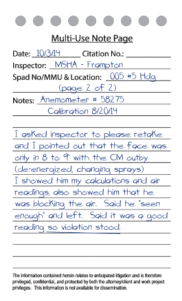 Multi-Use Note Page
Date: 10/3/14 Citation No.:
Inspector: MSHA - Frampton
Spad No/MMU & Location: 005 #5 Hdg
(page 2 of 2)
Notes: Anemometer # 58275
Calibration 8/20/14
I asked inspector to please retake
and I pointed out that the face was
only in 8 to 9' with the CM outby
(deenergized, changing sprays)
I showed him my calculations and air
readings, also showed him that he
was blocking the air. Said he "seen
enough" and left. Said it was a good
reading so violation stood.
The information contained herein relates to anticipated litigation and is therefore
privileged, confidential, and protected by both the attorney/client and work project
privileges. This information is not available for dissemination.